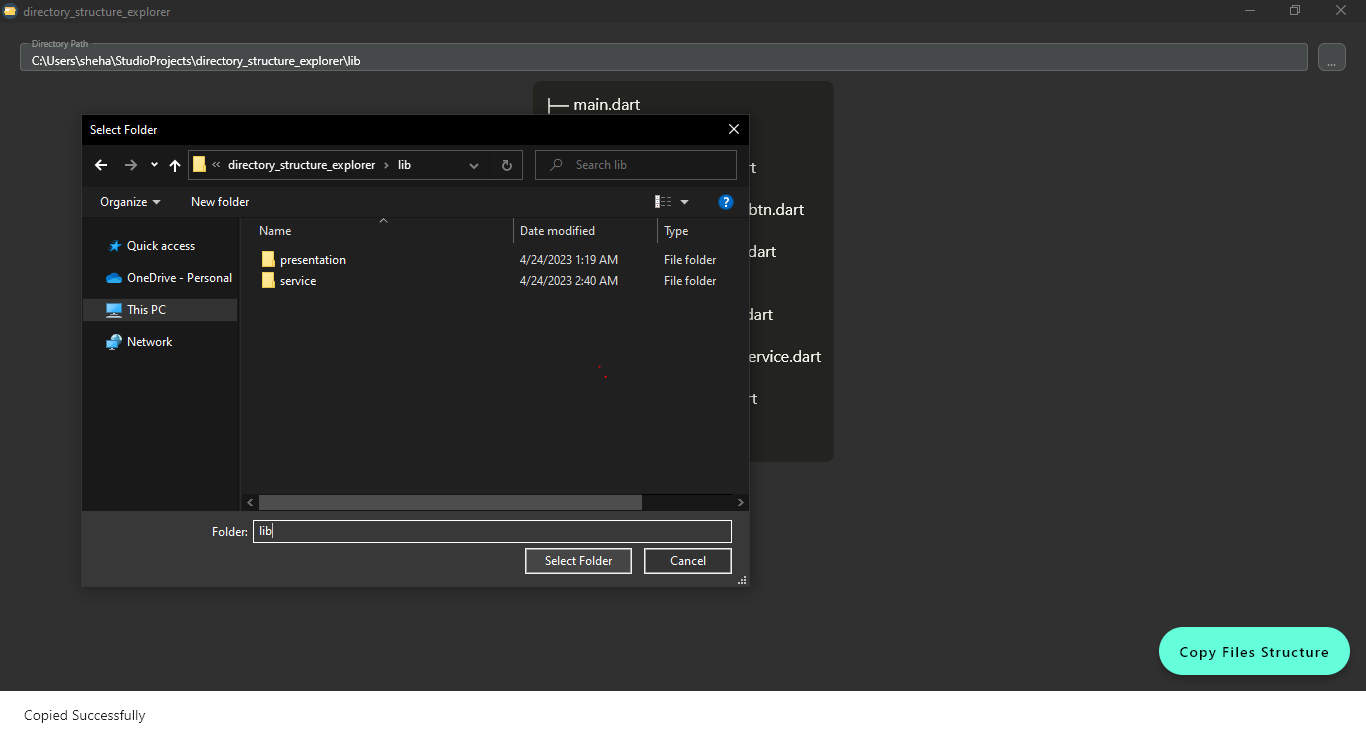 directory_structure_explorer
Directory Path
C:\Users\sheha\StudioProjects\directory_structure_explorer\lib
...
├── main.dart
Select Folder
« directory_structure_explorer › lib
Search lib
Organize
New folder
?
Name Date modified Type
Quick access
OneDrive - Personal
This PC
Network
presentation 4/24/2023 1:19 AM File folder
service 4/24/2023 2:40 AM File folder
t
btn.dart
dart
dart
ervice.dart
t
Folder: lib
Select Folder
Cancel
Copy Files Structure
Copied Successfully